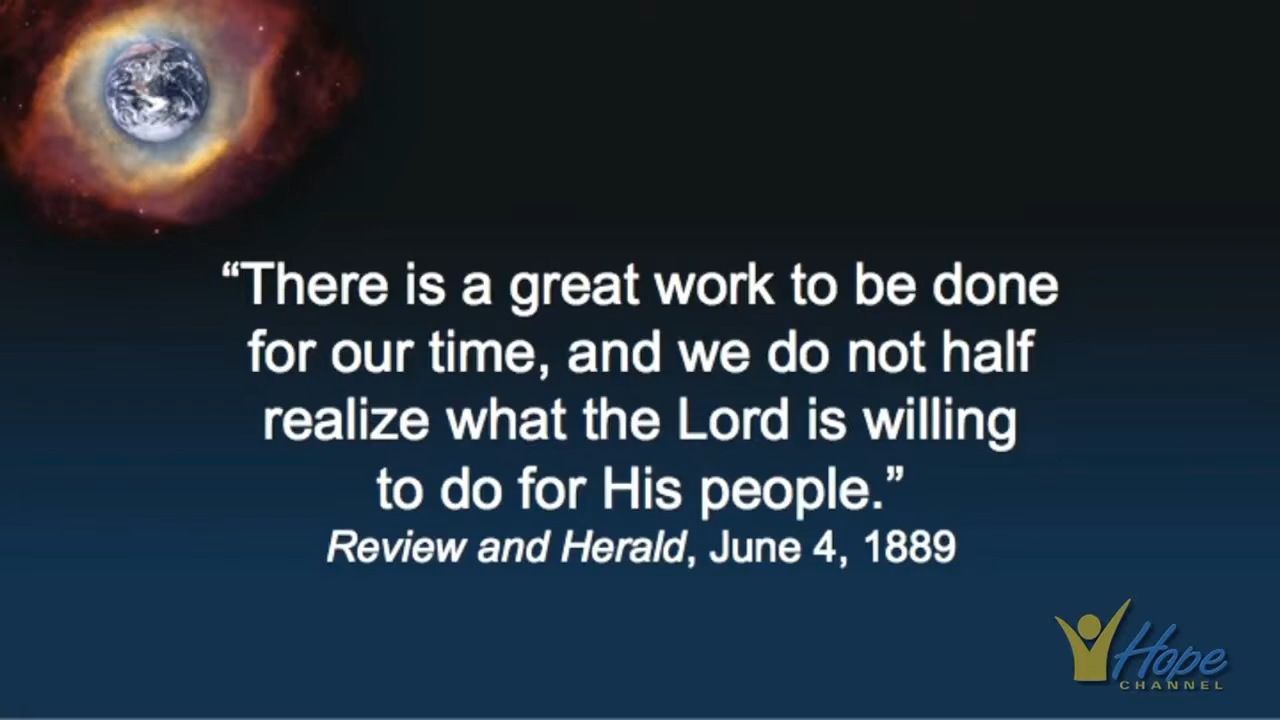 “There is a great work to be done
for our time, and we do not half
realize what the Lord is willing
to do for His people.”
Review and Herald, June 4, 1889
Hope
CHANNEL